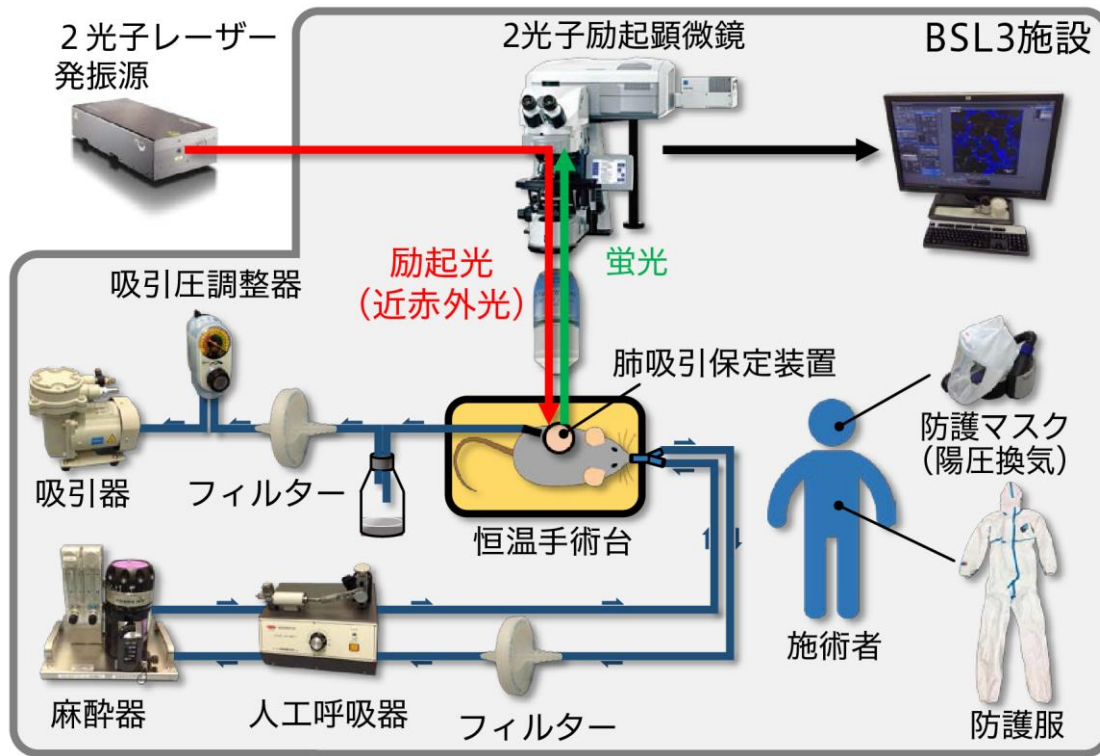 2光子レーザー
発振源
2光子励起顕微鏡
BSL3施設
励起光
(近赤外光)
蛍光
吸引圧調整器
肺吸引保定装置
防護マスク
(陽圧換気)
吸引器
フィルター
恒温手術台
施術者
麻酔器
人工呼吸器
フィルター
防護服